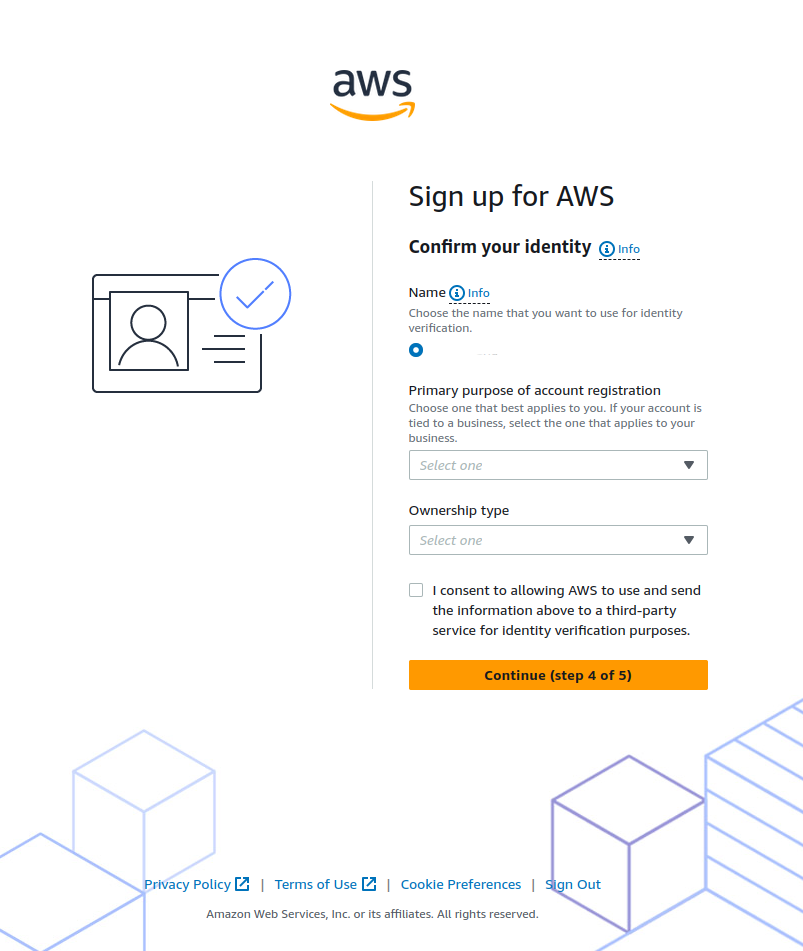 aws
Sign up for AWS
Confirm your identity Info
Name Info
Choose the name that you want to use for identity
verification.
Primary purpose of account registration
Choose one that best applies to you. If your account is
tied to a business, select the one that applies to your
business.
Select one
Ownership type
Select one
I consent to allowing AWS to use and send
the information above to a third-party
service for identity verification purposes.
Continue (step 4 of 5)
Privacy Policy | Terms of Use | Cookie Preferences | Sign Out
Amazon Web Services, Inc. or its affiliates. All rights reserved.